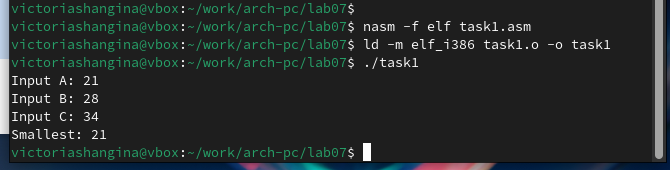 victoriashangina@vbox:~/work/arch-pc/lab07$
victoriashangina@vbox:~/work/arch-pc/lab07$ nasm -f elf task1.asm
victoriashangina@vbox:~/work/arch-pc/lab07$ ld -m elf_i386 task1.o -o task1
victoriashangina@vbox:~/work/arch-pc/lab07$ ./task1
Input A: 21
Input B: 28
Input C: 34
Smallest: 21
victoriashangina@vbox:~/work/arch-pc/lab07$